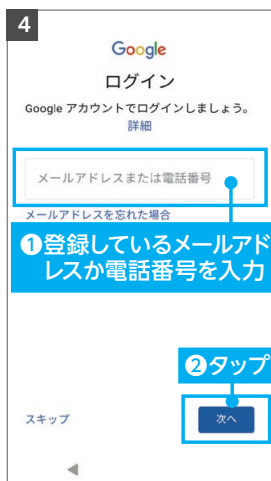 4
Google
ログイン
Google アカウントでログインしましょう。
詳細
メールアドレスまたは電話番号
メールアドレスを忘れた場合
❶登録しているメールアド
レスか電話番号を入力
❷タップ
スキップ
次へ